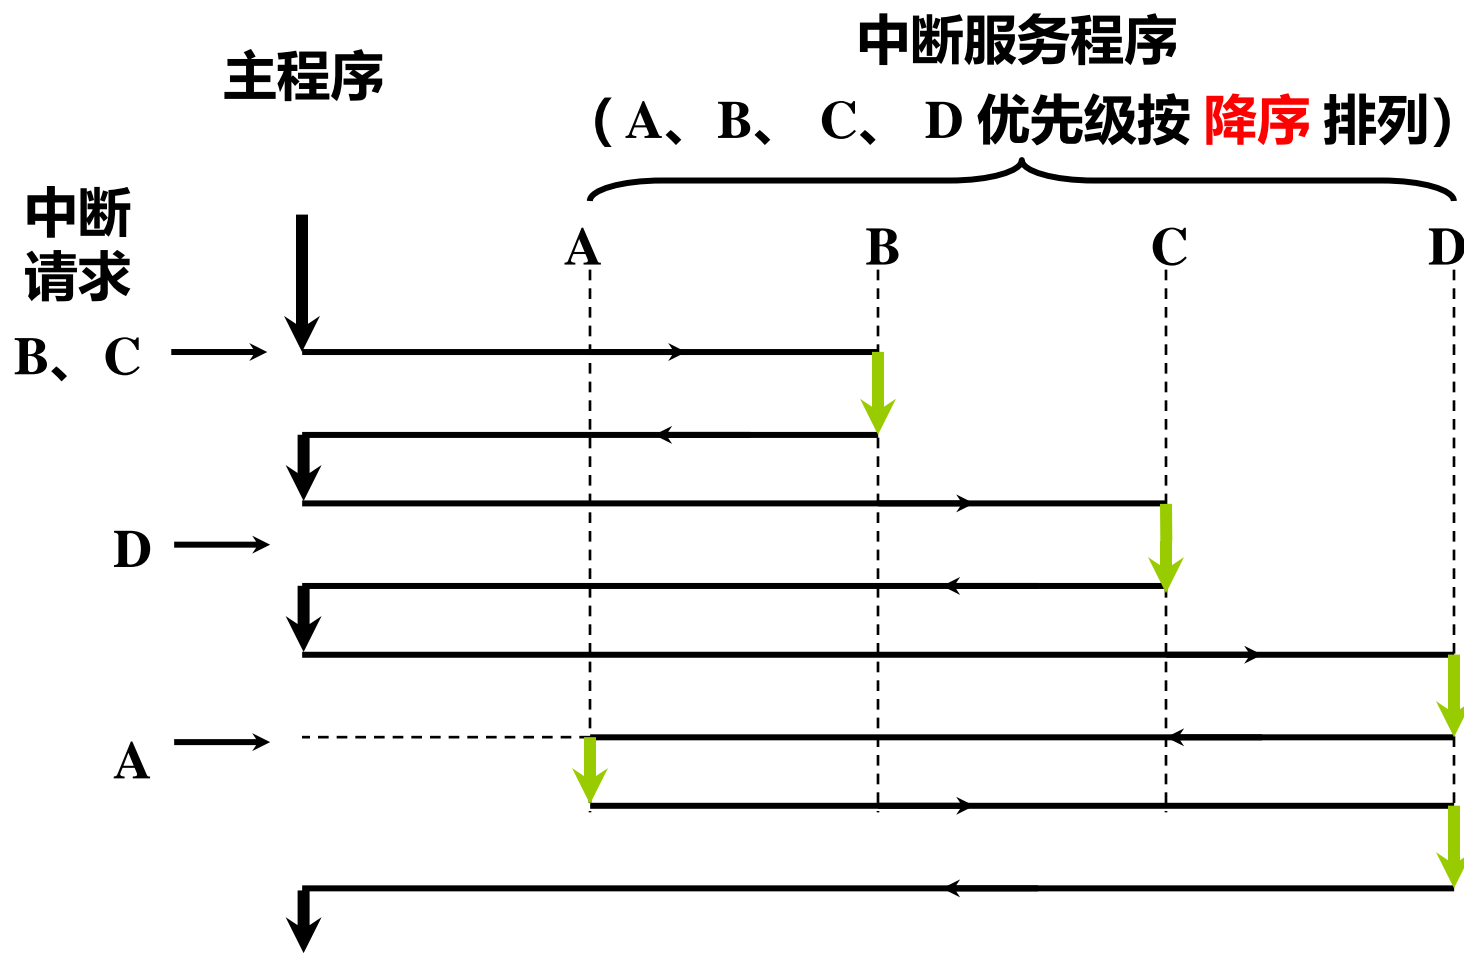 中断服务程序
主程序
（A、B、 C、 D 优先级按 降序 排列）
中断
请求
A B C D
B、 C
D
A